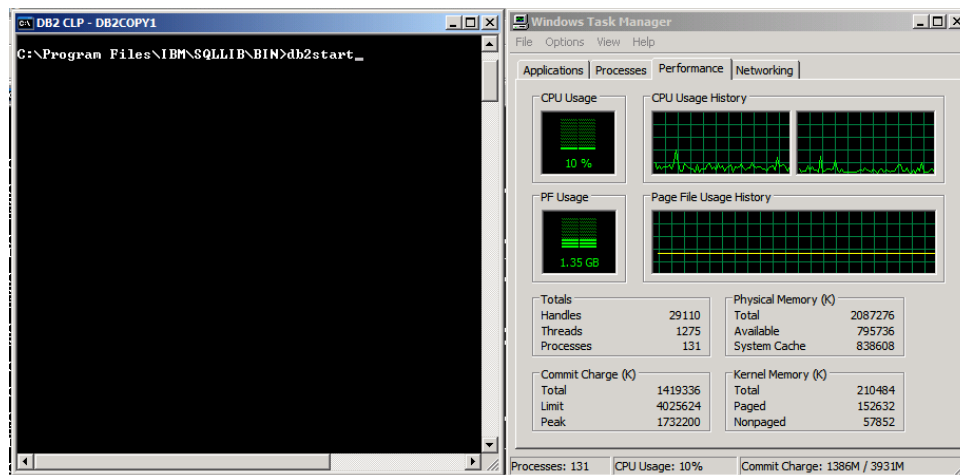 DB2 CLP - DB2COPY1
C:\Program Files\IBM\SQLLIB\BIN>db2start_
Windows Task Manager
File Options View Help
Applications Processes Performance Networking
CPU Usage
10 %
CPU Usage History
PF Usage
1.35 GB
Page File Usage History
Totals
Handles 29110
Threads 1275
Processes 131
Physical Memory (K)
Total 2087276
Available 795736
System Cache 838608
Commit Charge (K)
Total 1419336
Limit 4025624
Peak 1732200
Kernel Memory (K)
Total 210484
Paged 152632
Nonpaged 57852
Processes: 131 CPU Usage: 10% Commit Charge: 1386M / 3931M